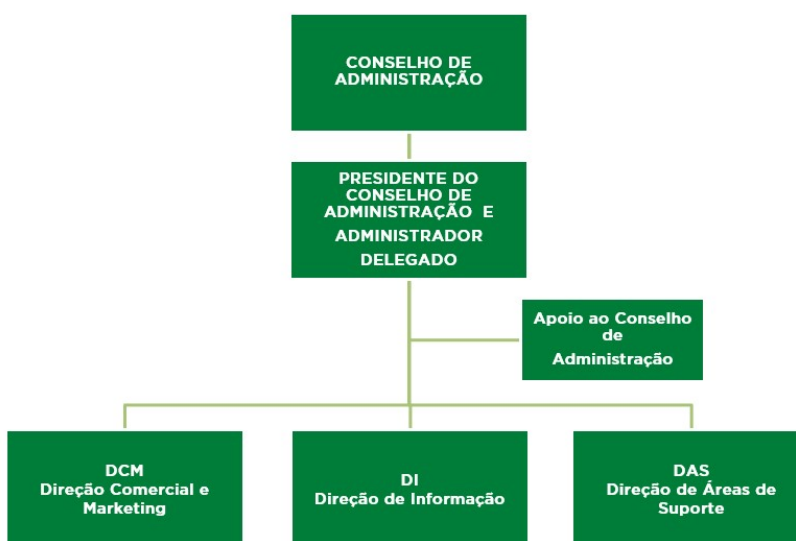 CONSELHO DE
ADMINISTRAÇÃO
PRESIDENTE DO
CONSELHO DE
ADMINISTRAÇÃO E
ADMINISTRADOR
DELEGADO
Apoio ao Conselho
de
Administração
DCM
Direção Comercial e
Marketing
DI
Direção de Informação
DAS
Direção de Áreas de
Suporte